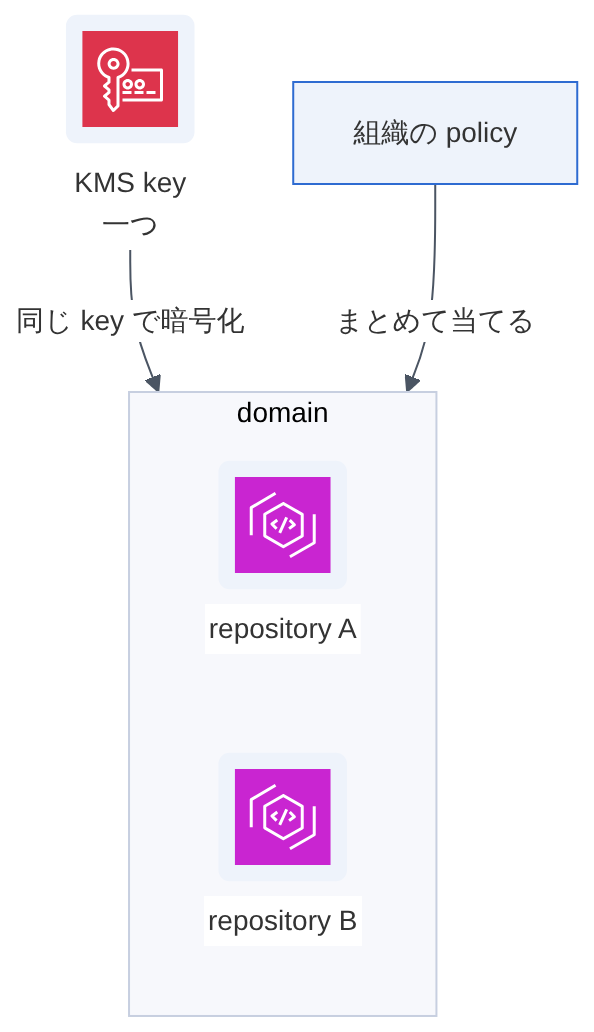 KMS key
一つ
組織の policy
同じ key で暗号化
まとめて当てる
domain
repository A
repository B